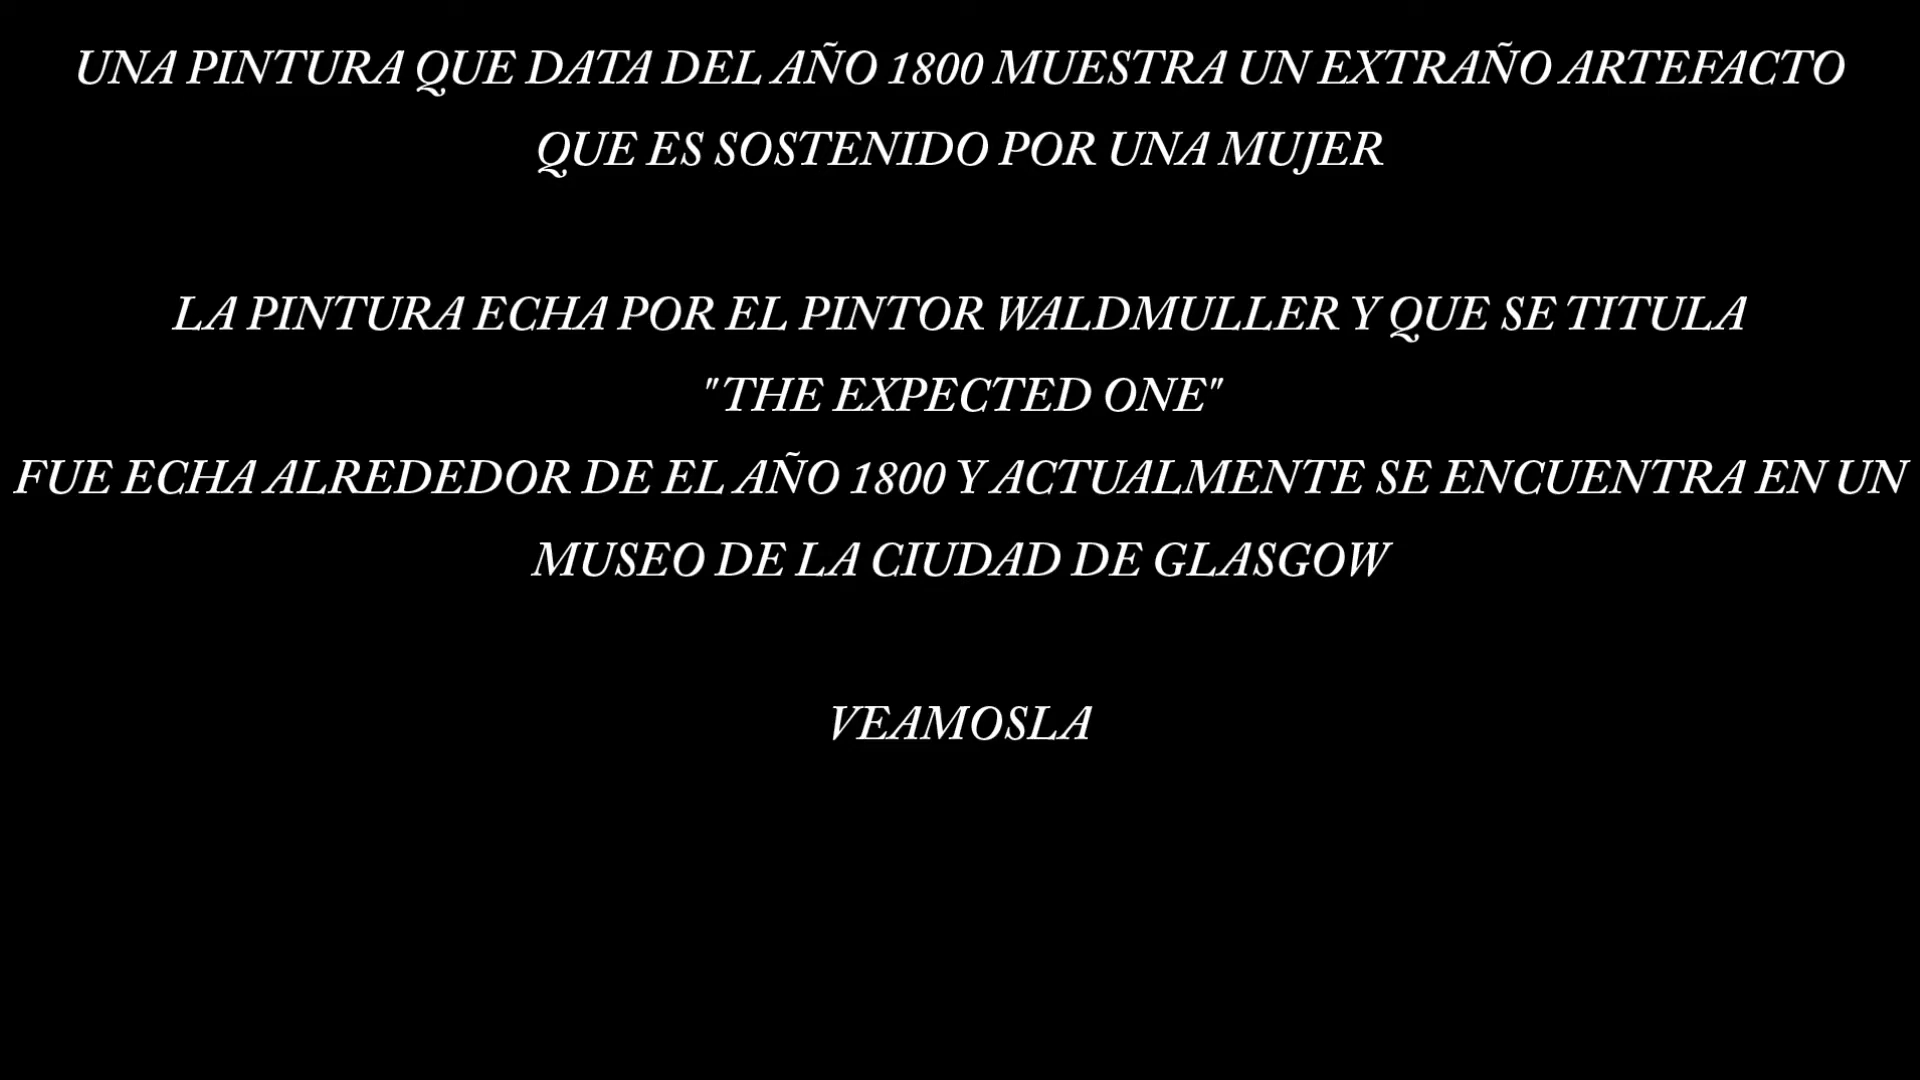 UNA PINTURA QUE DATA DEL AÑO 1800 MUESTRA UN EXTRAÑO ARTEFACTO
QUE ES SOSTENIDO POR UNA MUJER
LA PINTURA ECHA POR EL PINTOR WALDMULLER Y QUE SE TITULA
"THE EXPECTED ONE"
FUE ECHA ALREDEDOR DE EL AÑO 1800 Y ACTUALMENTE SE ENCUENTRA EN UN
MUSEO DE LA CIUDAD DE GLASGOW
VEAMOSLA